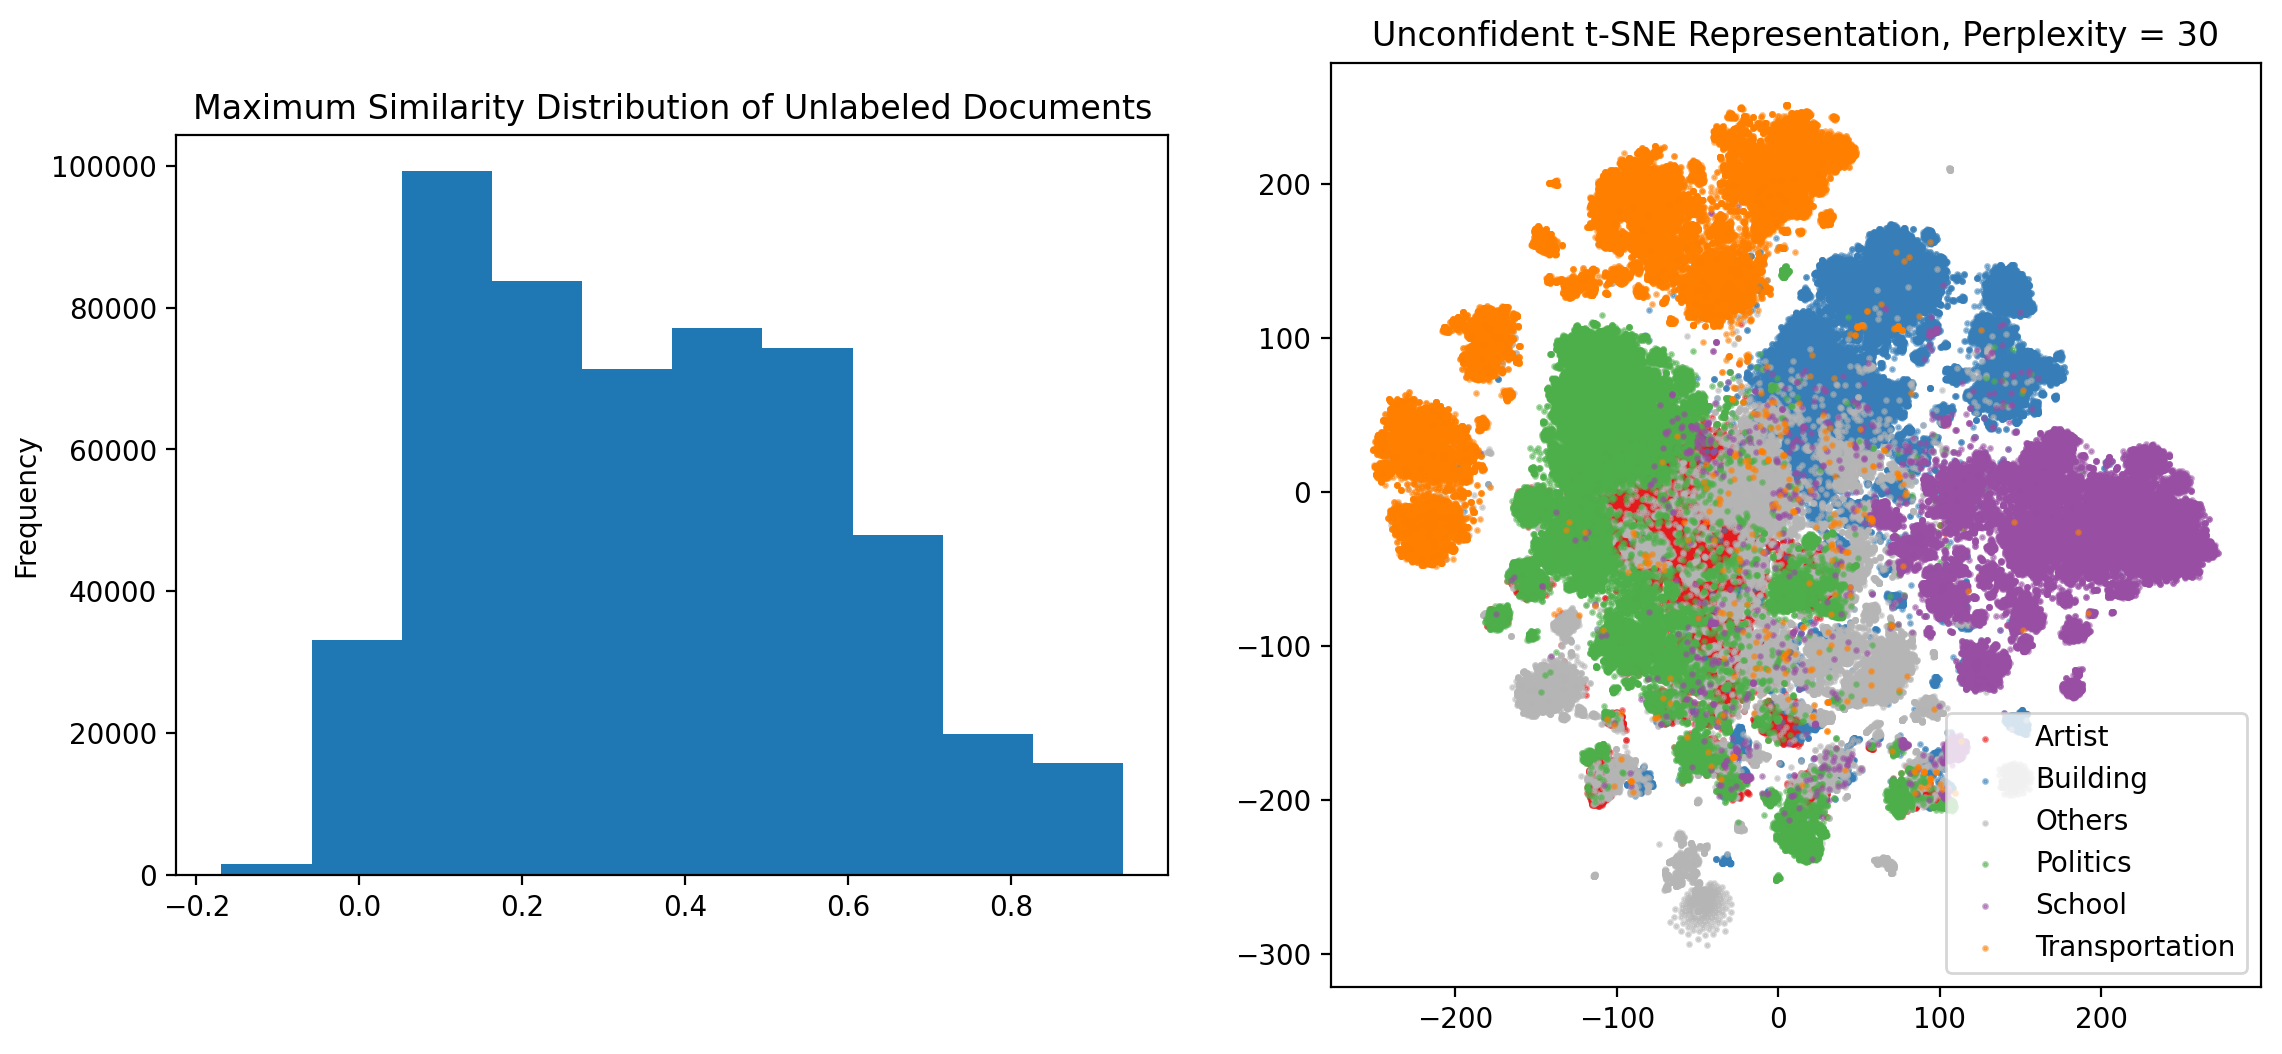 Maximum Similarity Distribution of Unlabeled Documents
Frequency
100000
80000
60000
40000
20000
0
−0.2 0.0 0.2 0.4 0.6 0.8
Unconfident t-SNE Representation, Perplexity = 30
200
100
0
−100
−200
−300
−200 −100 0 100 200
Artist
Building
Others
Politics
School
Transportation